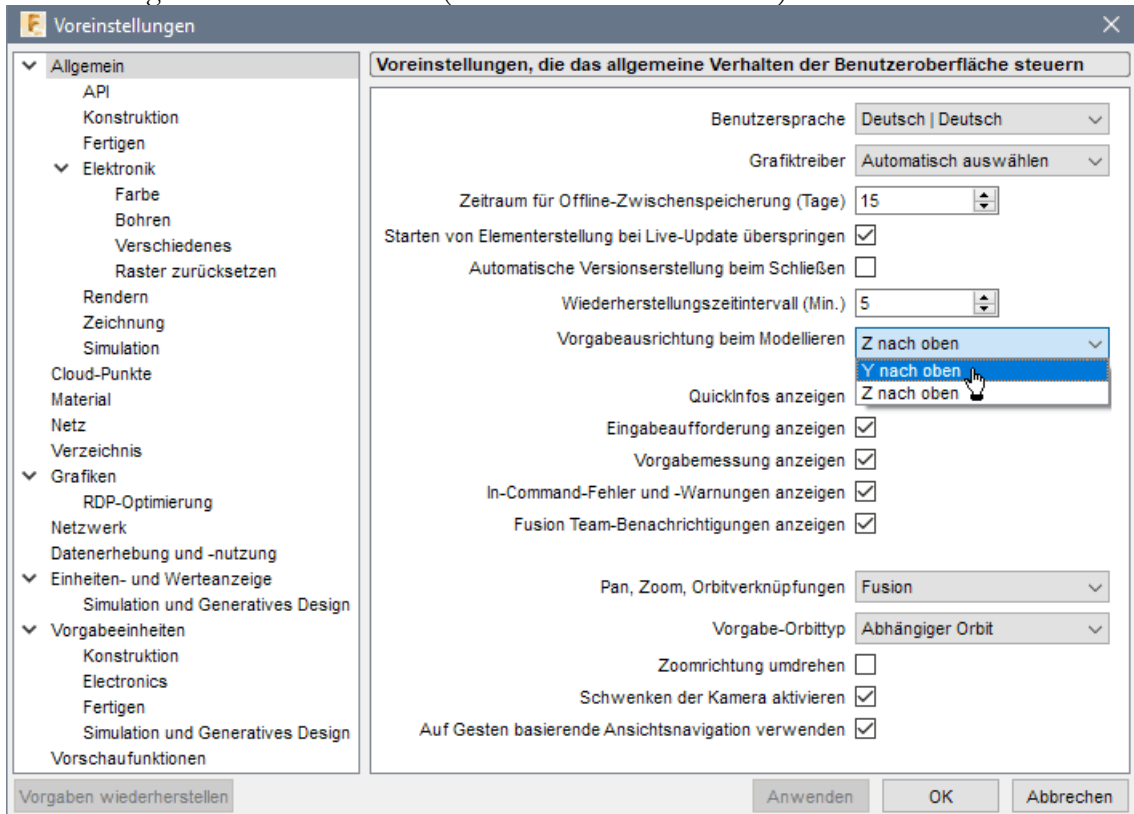 Voreinstellungen
Allgemein
API
Konstruktion
Fertigen
Elektronik
Farbe
Bohren
Verschiedenes
Raster zurücksetzen
Rendern
Zeichnung
Simulation
Cloud-Punkte
Material
Netz
Verzeichnis
Grafiken
RDP-Optimierung
Netzwerk
Datenerhebung und -nutzung
Einheiten- und Werteanzeige
Simulation und Generatives Design
Vorgabeeinheiten
Konstruktion
Electronics
Fertigen
Simulation und Generatives Design
Vorschaufunktionen
Voreinstellungen, die das allgemeine Verhalten der Benutzeroberfläche steuern
Benutzersprache Deutsch | Deutsch
Grafiktreiber Automatisch auswählen
Zeitraum für Offline-Zwischenspeicherung (Tage) 15
Starten von Elementerstellung bei Live-Update überspringen
Automatische Versionserstellung beim Schließen
Wiederherstellungszeitintervall (Min.) 5
Vorgabeausrichtung beim Modellieren Z nach oben
Y nach oben
QuickInfos anzeigen Z nach oben
Eingabeaufforderung anzeigen
Vorgabemessung anzeigen
In-Command-Fehler und -Warnungen anzeigen
Fusion Team-Benachrichtigungen anzeigen
Pan, Zoom, Orbitverknüpfungen Fusion
Vorgabe-Orbittyp Abhängiger Orbit
Zoomrichtung umdrehen
Schwenken der Kamera aktivieren
Auf Gesten basierende Ansichtsnavigation verwenden
Vorgaben wiederherstellen Anwenden OK Abbrechen